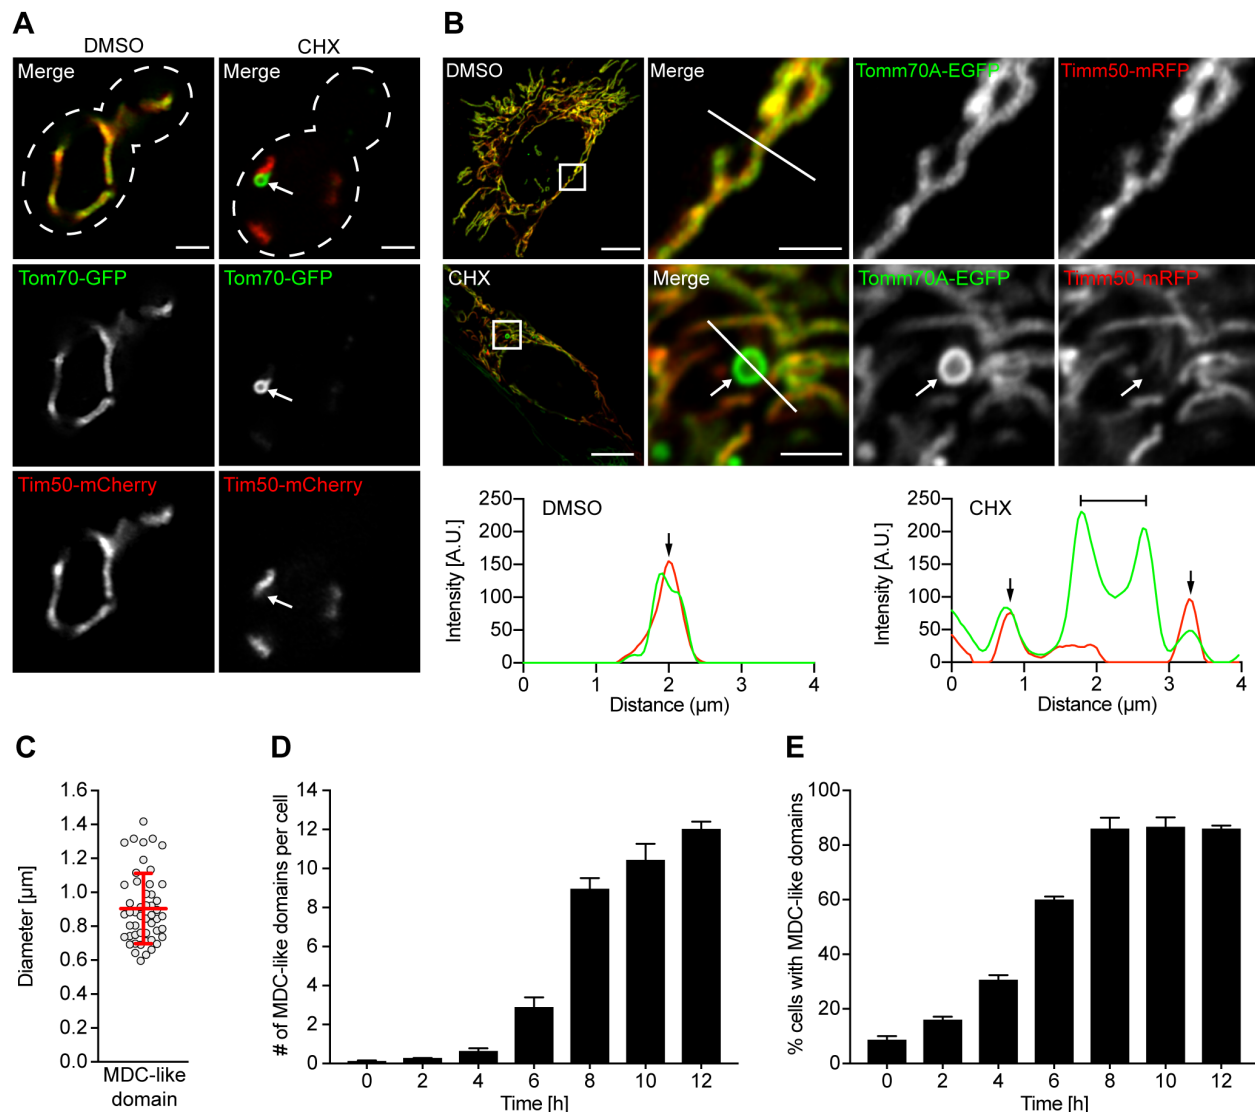 A
DMSO
CHX
Merge
Merge
Tom70-GFP
Tom70-GFP
Tim50-mCherry
Tim50-mCherry
B
DMSO
Merge
Tomm70A-EGFP
Timm50-mRFP
CHX
Merge
Tomm70A-EGFP
Timm50-mRFP
DMSO
Intensity [A.U.]
250
200
150
100
50
0
0 1 2 3 4
Distance (µm)
CHX
Intensity [A.U.]
250
200
150
100
50
0
0 1 2 3 4
Distance (µm)
C
Diameter [µm]
1.6
1.4
1.2
1.0
0.8
0.6
0.4
0.2
0.0
MDC-like
domain
D
# of MDC-like domains per cell
14
12
10
8
6
4
2
0
0 2 4 6 8 10 12
Time [h]
E
% cells with MDC-like domains
100
80
60
40
20
0
0 2 4 6 8 10 12
Time [h]